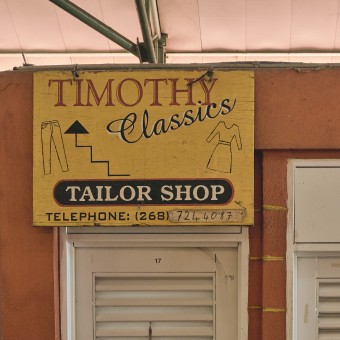 TIMOTHY
Classics
TAILOR SHOP
TELEPHONE: (268) 724 4017
17